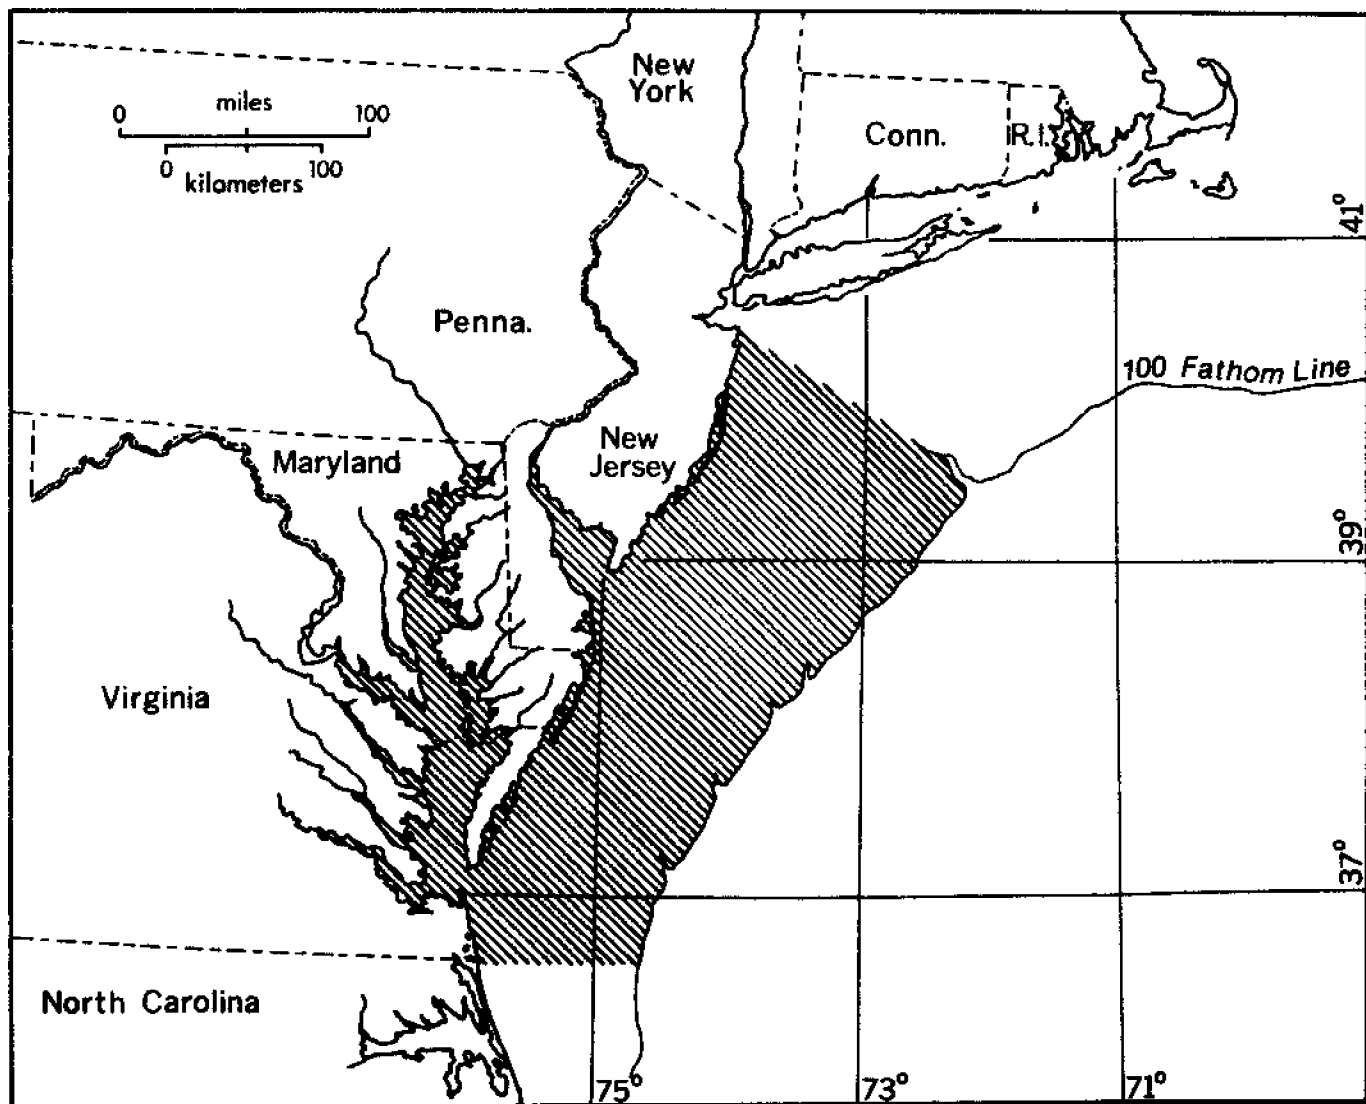 New
York
0 miles 100
0 100
kilometers
Conn.
R.I.
41°
Penna.
100 Fathom Line
New
Jersey
Maryland
39°
Virginia
37°
North Carolina
75° 73° 71°